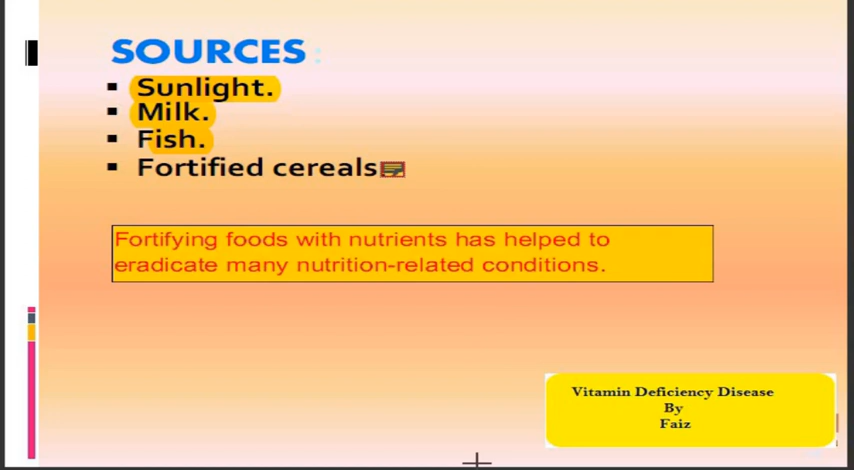 SOURCES :
▪ Sunlight.
▪ Milk.
▪ Fish.
▪ Fortified cereals
Fortifying foods with nutrients has helped to
eradicate many nutrition-related conditions.
Vitamin Deficiency Disease
By
Faiz